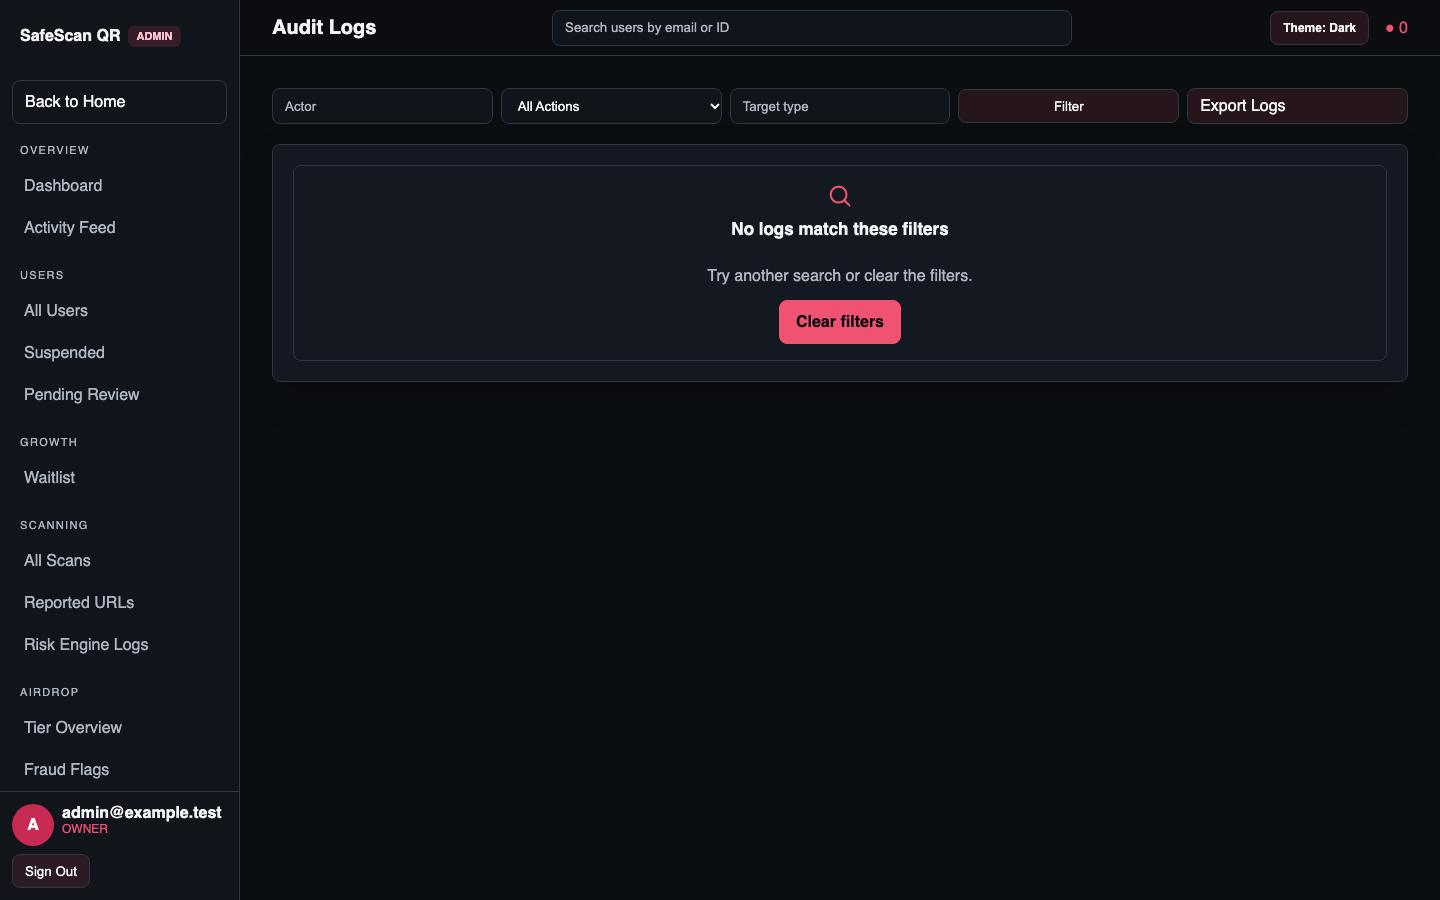 SafeScan QR ADMIN
Back to Home
OVERVIEW
Dashboard
Activity Feed
USERS
All Users
Suspended
Pending Review
GROWTH
Waitlist
SCANNING
All Scans
Reported URLs
Risk Engine Logs
AIRDROP
Tier Overview
Fraud Flags
A
admin@example.test
OWNER
Sign Out
Audit Logs
Search users by email or ID
Theme: Dark
0
Actor
All Actions
Target type
Filter
Export Logs
No logs match these filters
Try another search or clear the filters.
Clear filters